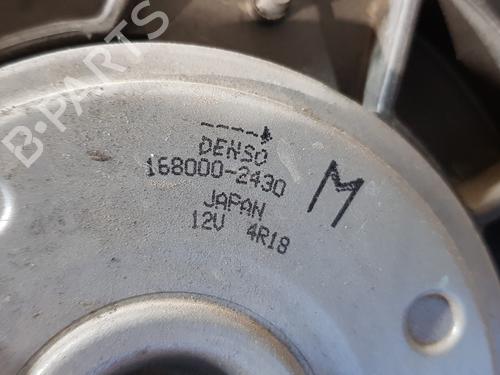 DENSO
168000-2430
M
JAPAN
12V 4R18
B-PARTS